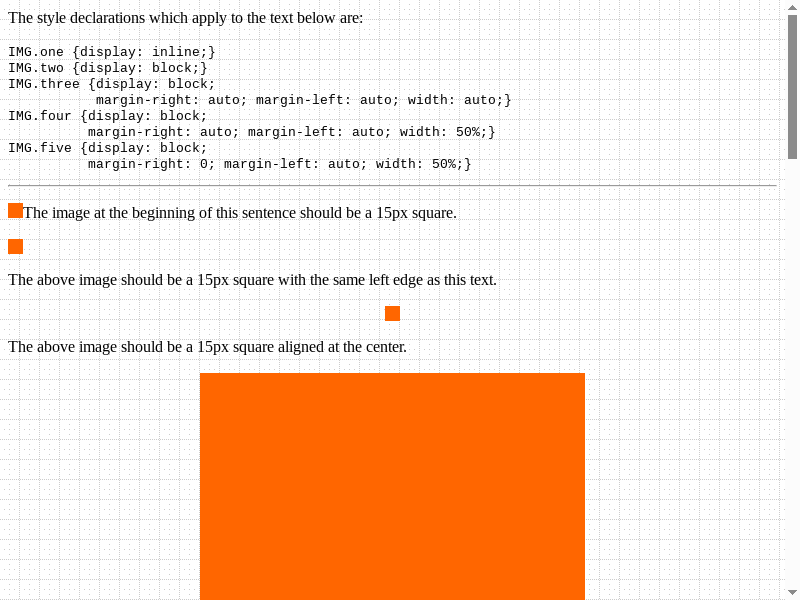 The style declarations which apply to the text below are:
IMG.one {display: inline;}
IMG.two {display: block;}
IMG.three {display: block;
margin-right: auto; margin-left: auto; width: auto;}
IMG.four {display: block;
margin-right: auto; margin-left: auto; width: 50%;}
IMG.five {display: block;
margin-right: 0; margin-left: auto; width: 50%;}
The image at the beginning of this sentence should be a 15px square.
The above image should be a 15px square with the same left edge as this text.
The above image should be a 15px square aligned at the center.